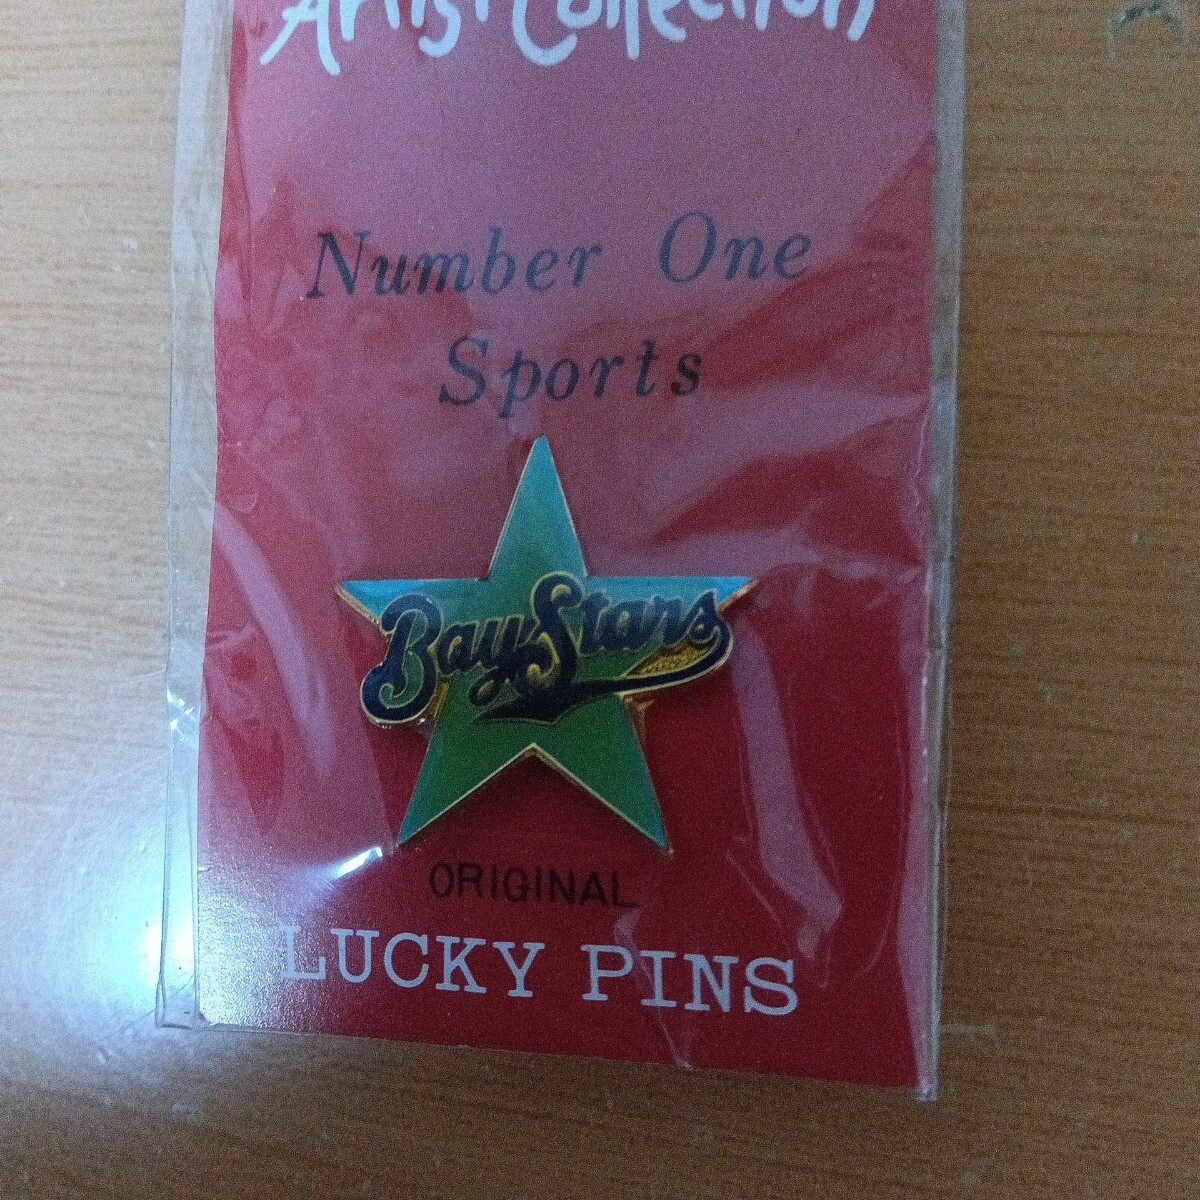 Artist Collection
Number One
Sports
BayStars
ORIGINAL
LUCKY PINS